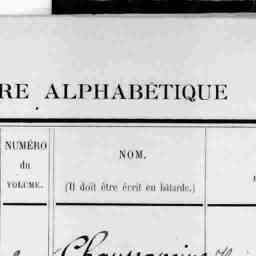 RE ALPHABÉTIQUE
NUMÉRO
du
VOLUME.
NOM.
(Il doit être écrit en bâtarde.)